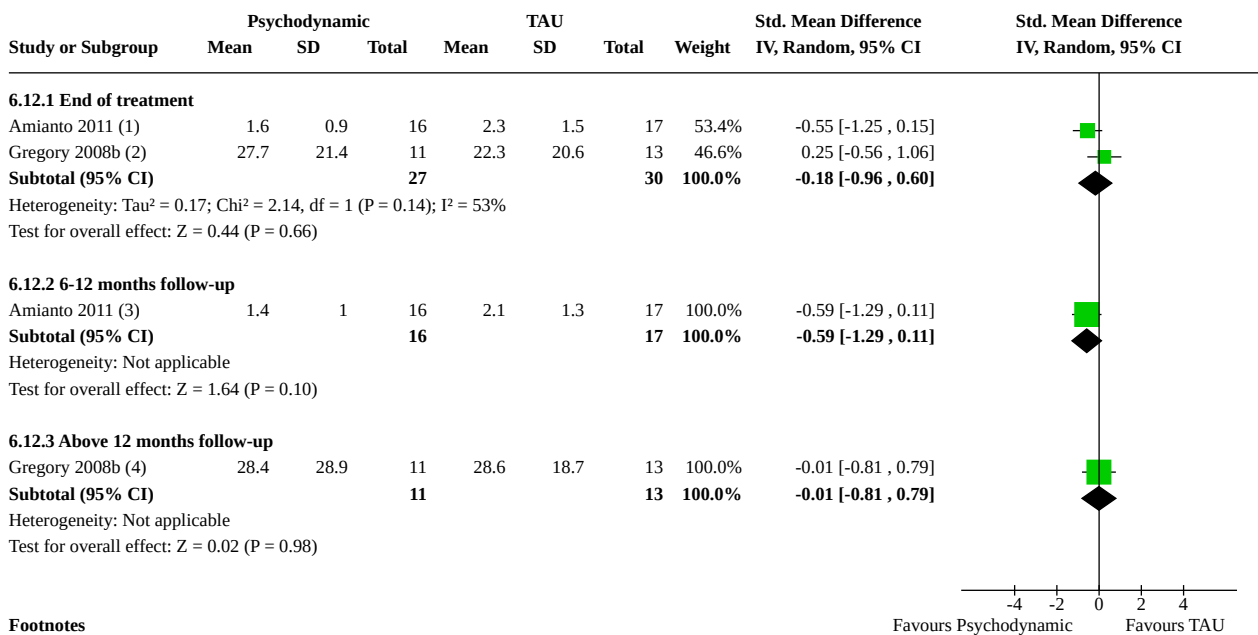 Psychodynamic TAU Std. Mean Difference Std. Mean Difference
Study or Subgroup Mean SD Total Mean SD Total Weight IV, Random, 95% CI IV, Random, 95% CI
6.12.1 End of treatment
Amianto 2011 (1) 1.6 0.9 16 2.3 1.5 17 53.4% -0.55 [-1.25 , 0.15]
Gregory 2008b (2) 27.7 21.4 11 22.3 20.6 13 46.6% 0.25 [-0.56 , 1.06]
Subtotal (95% CI) 27 30 100.0% -0.18 [-0.96 , 0.60]
Heterogeneity: Tau² = 0.17; Chi² = 2.14, df = 1 (P = 0.14); I² = 53%
Test for overall effect: Z = 0.44 (P = 0.66)
6.12.2 6-12 months follow-up
Amianto 2011 (3) 1.4 1 16 2.1 1.3 17 100.0% -0.59 [-1.29 , 0.11]
Subtotal (95% CI) 16 17 100.0% -0.59 [-1.29 , 0.11]
Heterogeneity: Not applicable
Test for overall effect: Z = 1.64 (P = 0.10)
6.12.3 Above 12 months follow-up
Gregory 2008b (4) 28.4 28.9 11 28.6 18.7 13 100.0% -0.01 [-0.81 , 0.79]
Subtotal (95% CI) 11 13 100.0% -0.01 [-0.81 , 0.79]
Heterogeneity: Not applicable
Test for overall effect: Z = 0.02 (P = 0.98)
-4 -2 0 2 4
Footnotes Favours Psychodynamic Favours TAU